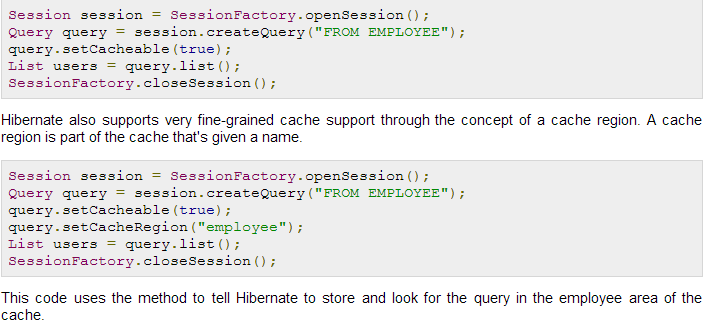 Session session = SessionFactory.openSession();
Query query = session.createQuery("FROM EMPLOYEE");
query.setCacheable(true);
List users = query.list();
SessionFactory.closeSession();
Hibernate also supports very fine-grained cache support through the concept of a cache region. A cache
region is part of the cache that's given a name.
Session session = SessionFactory.openSession();
Query query = session.createQuery("FROM EMPLOYEE");
query.setCacheable(true);
query.setCacheRegion("employee");
List users = query.list();
SessionFactory.closeSession();
This code uses the method to tell Hibernate to store and look for the query in the employee area of the
cache.